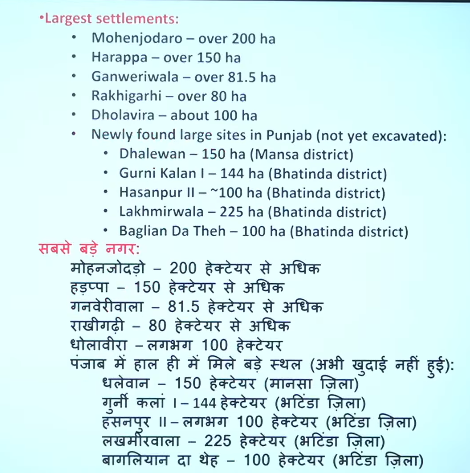 •Largest settlements:
• Mohenjodaro – over 200 ha
• Harappa – over 150 ha
• Ganweriwala – over 81.5 ha
• Rakhigarhi – over 80 ha
• Dholavira – about 100 ha
• Newly found large sites in Punjab (not yet excavated):
• Dhalewan – 150 ha (Mansa district)
• Gurni Kalan I – 144 ha (Bhatinda district)
• Hasanpur II – ~100 ha (Bhatinda district)
• Lakhmirwala – 225 ha (Bhatinda district)
• Baglian Da Theh – 100 ha (Bhatinda district)
सबसे बड़े नगर:
मोहनजोदड़ो – 200 हेक्टेयर से अधिक
हड़प्पा – 150 हेक्टेयर से अधिक
गनवेरीवाला – 81.5 हेक्टेयर से अधिक
राखीगढ़ी – 80 हेक्टेयर से अधिक
धोलावीरा – लगभग 100 हेक्टेयर
पंजाब में हाल ही में मिले बड़े स्थल (अभी खुदाई नहीं हुई):
धलेवान – 150 हेक्टेयर (मानसा ज़िला)
गुर्नी कलां I – 144 हेक्टेयर (भटिंडा ज़िला)
हसनपुर II – लगभग 100 हेक्टेयर (भटिंडा ज़िला)
लखमीरवाला – 225 हेक्टेयर (भटिंडा ज़िला)
बागलियान दा थेह – 100 हेक्टेयर (भटिंडा ज़िला)